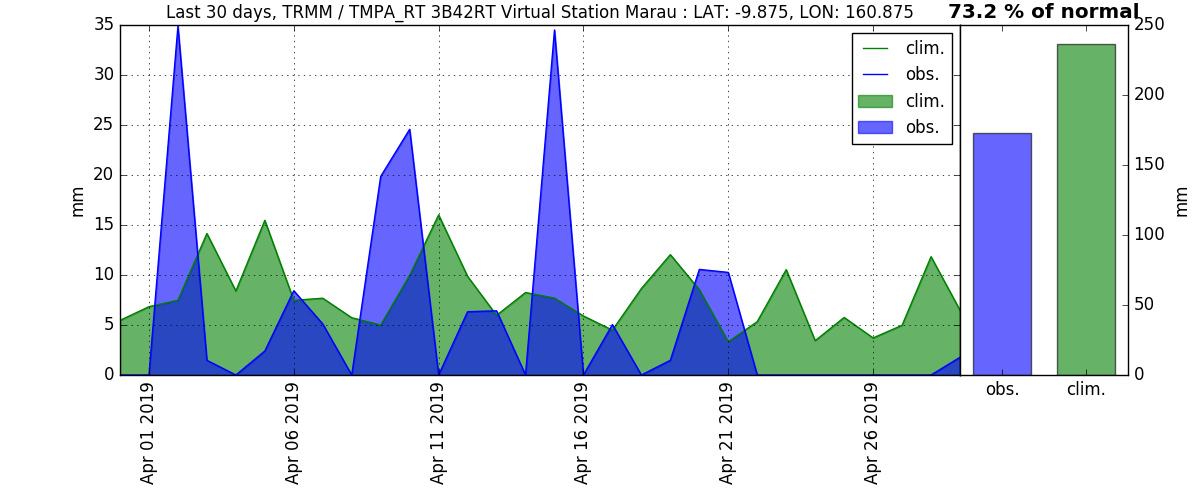 Last 30 days, TRMM / TMPA_RT 3B42RT Virtual Station Marau : LAT: -9.875, LON: 160.875
73.2 % of normal
35
30
25
20
15
10
5
0
mm
clim.
obs.
clim.
obs.
Apr 01 2019
Apr 06 2019
Apr 11 2019
Apr 16 2019
Apr 21 2019
Apr 26 2019
250
200
150
100
50
0
mm
obs.
clim.